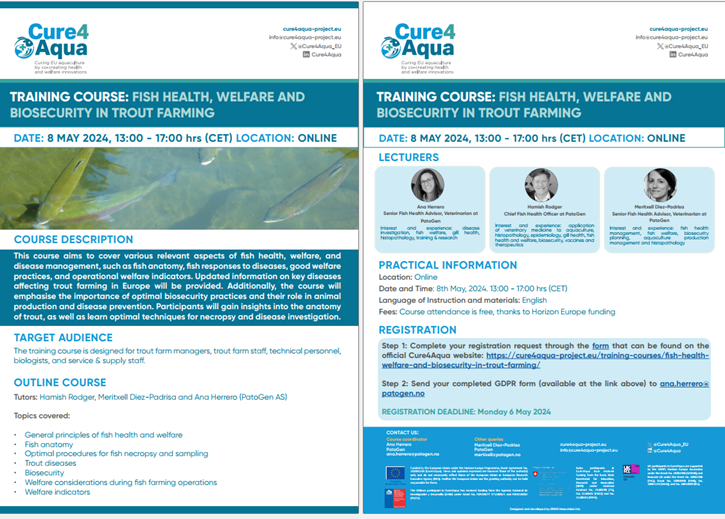 Cure4
Aqua
Curing EU aquaculture
by co-creating health
and welfare innovations
cure4aqua-project.eu
info@cure4aqua-project.eu
@Cure4Aqua_EU
Cure4Aqua
TRAINING COURSE: FISH HEALTH, WELFARE AND
BIOSECURITY IN TROUT FARMING
DATE: 8 MAY 2024, 13:00 - 17:00 hrs (CET) LOCATION: ONLINE
COURSE DESCRIPTION
This course aims to cover various relevant aspects of fish health, welfare, and
disease management, such as fish anatomy, fish responses to diseases, good welfare
practices, and operational welfare indicators. Updated information on key diseases
affecting trout farming in Europe will be provided. Additionally, the course will
emphasise the importance of optimal biosecurity practices and their role in animal
production and disease prevention. Participants will gain insights into the anatomy
of trout, as well as learn optimal techniques for necropsy and disease investigation.
TARGET AUDIENCE
The training course is designed for trout farm managers, trout farm staff, technical personnel,
biologists, and service & supply staff.
OUTLINE COURSE
Tutors: Hamish Rodger, Meritxell Diez-Padrisa and Ana Herrero (PatoGen AS)
Topics covered:
• General principles of fish health and welfare
• Fish anatomy
• Optimal procedures for fish necropsy and sampling
• Trout diseases
• Biosecurity
• Welfare considerations during fish farming operations
• Welfare indicators
Cure4
Aqua
Curing EU aquaculture
by co-creating health
and welfare innovations
cure4aqua-project.eu
info@cure4aqua-project.eu
@Cure4Aqua_EU
Cure4Aqua
TRAINING COURSE: FISH HEALTH, WELFARE AND
BIOSECURITY IN TROUT FARMING
DATE: 8 MAY 2024, 13:00 - 17:00 hrs (CET) LOCATION: ONLINE
LECTURERS
Ana Herrero
Senior Fish Health Advisor, Veterinarian at
PatoGen
Interest and experience: disease
investigation, fish welfare, gill health,
histopathology, training & research
Hamish Rodger
Chief Fish Health Officer at PatoGen
Interest and experience: application
of veterinary medicine to aquaculture,
histopathology, epidemiology, gill health, fish
health and welfare, biosecurity, vaccines and
therapeutics
Meritxell Diez-Padrisa
Senior Fish Health Advisor, Veterinarian at
PatoGen
Interest and experience: fish health
management, fish welfare, biosecurity
planning, aquaculture production
management and histopathology
PRACTICAL INFORMATION
Location: Online
Date and Time: 8th May, 2024. 13:00 - 17:00 hrs (CET)
Language of Instruction and materials: English
Fees: Course attendance is free, thanks to Horizon Europe funding
REGISTRATION
Step 1: Complete your registration request through the form that can be found on the
official Cure4Aqua website: https://cure4aqua-project.eu/training-courses/fish-health-
welfare-and-biosecurity-in-trout-farming/
Step 2: Send your completed GDPR form (available at the link above) to ana.herrero@
patogen.no
REGISTRATION DEADLINE: Monday 6 May 2024
CONTACT US:
Course coordinator
Ana Herrero
PatoGen
ana.herrero@patogen.no
Other queries
Meritxell Diez-Padrisa
PatoGen
cure4aqua-project.eu
info@cure4aqua-project.eu
@Cure4Aqua_EU
Cure4Aqua